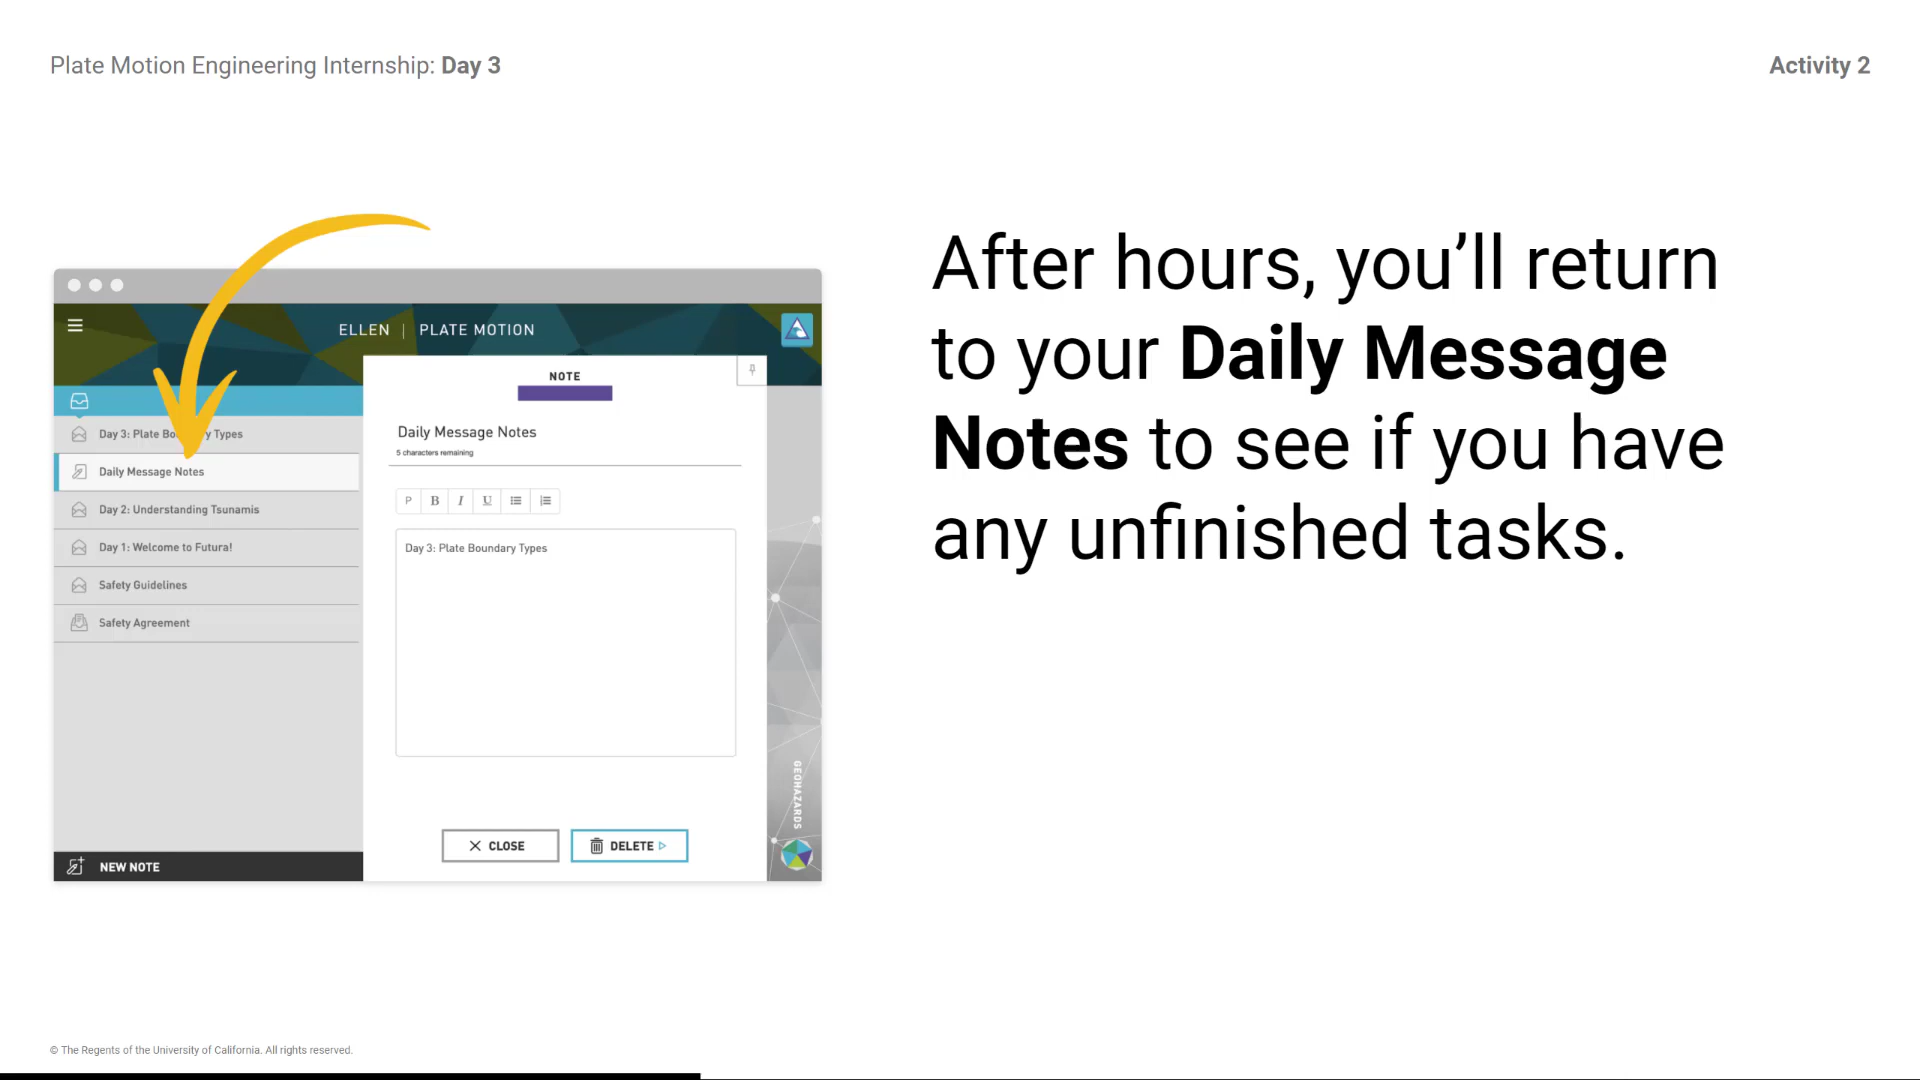 Plate Motion Engineering Internship: Day 3
Activity 2
ELLEN | PLATE MOTION
Day 3: Plate Bo y Types
Daily Message Notes
Day 2: Understanding Tsunamis
Day 1: Welcome to Futura!
Safety Guidelines
Safety Agreement
NEW NOTE
NOTE
Daily Message Notes
5 characters remaining
P B I U
Day 3: Plate Boundary Types
CLOSE
DELETE
GEOHAZARDS
After hours, you’ll return
to your Daily Message
Notes to see if you have
any unfinished tasks.
© The Regents of the University of California. All rights reserved.